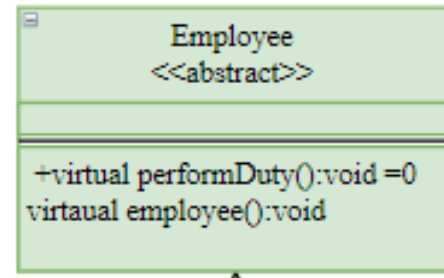 Employee
<<abstract>>
+virtual performDuty():void =0
virtaual employee():void